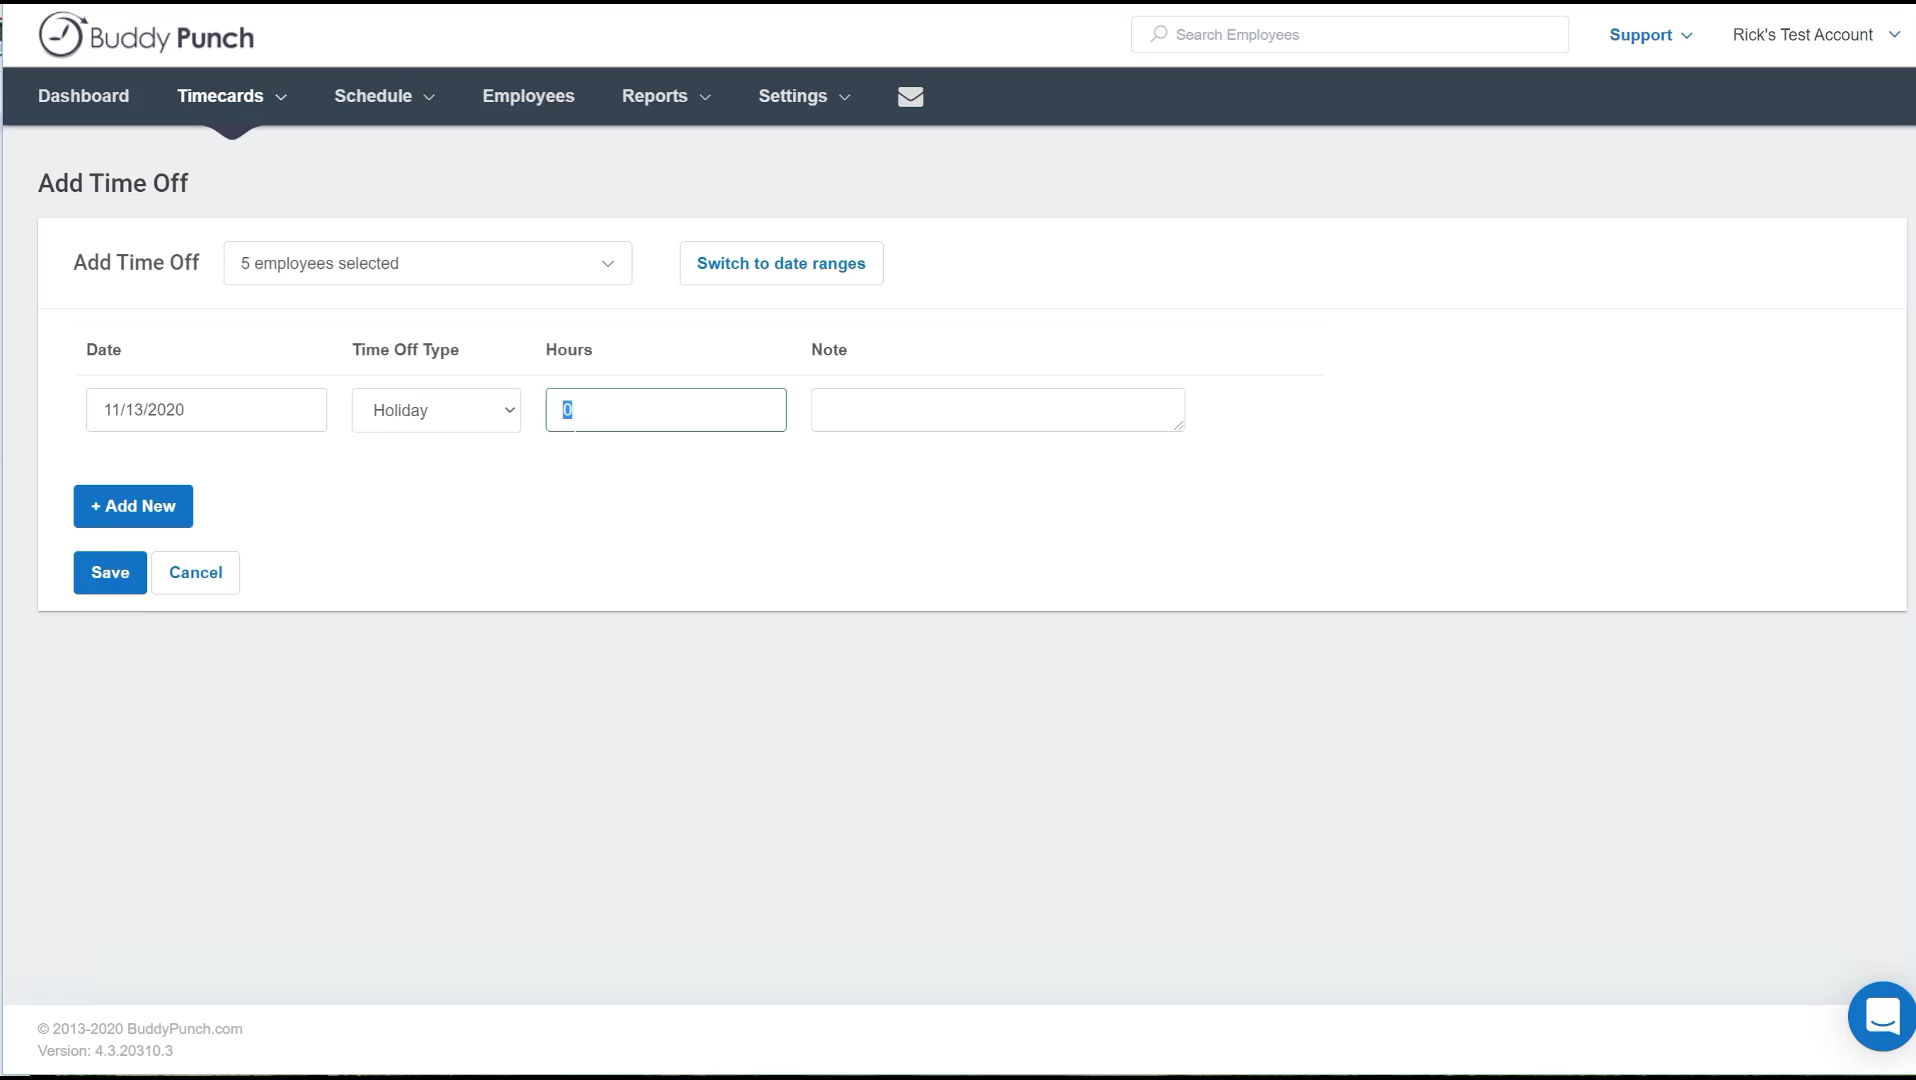 Buddy Punch
Search Employees
Support
Rick's Test Account
Dashboard
Timecards
Schedule
Employees
Reports
Settings
Add Time Off
Add Time Off
5 employees selected
Switch to date ranges
Date
Time Off Type
Hours
Note
11/13/2020
Holiday
0
+ Add New
Save
Cancel
© 2013-2020 BuddyPunch.com
Version: 4.3.20310.3